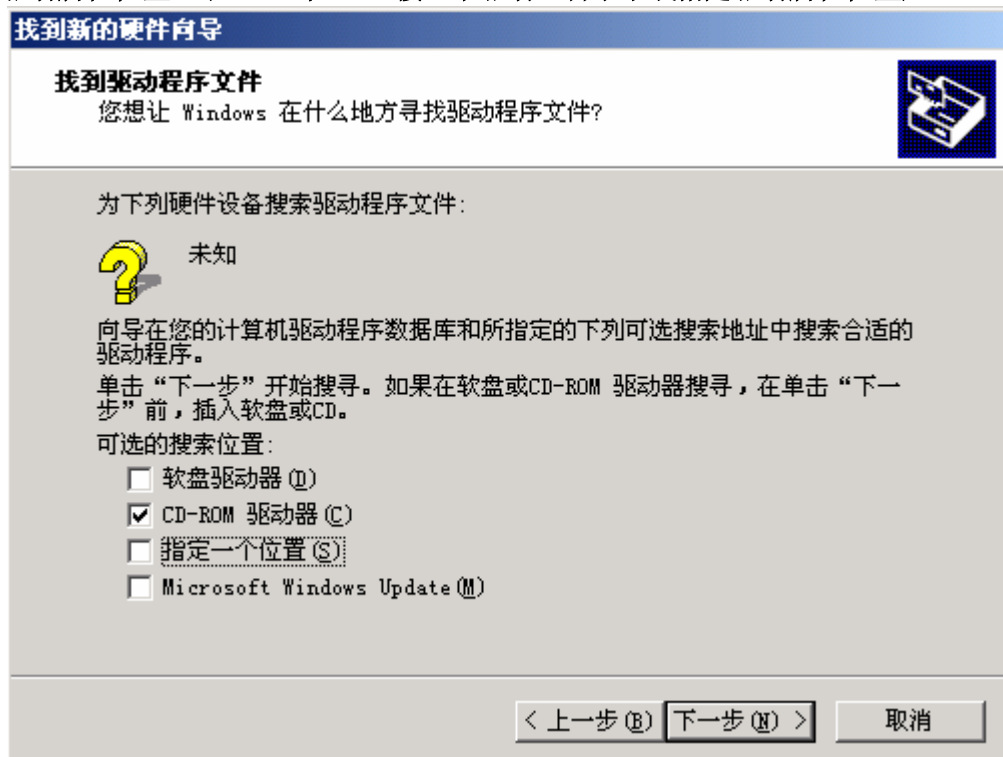 找到新的硬件向导
找到驱动程序文件
您想让 Windows 在什么地方寻找驱动程序文件?
为下列硬件设备搜索驱动程序文件:
未知
向导在您的计算机驱动程序数据库和所指定的下列可选搜索地址中搜索合适的
驱动程序。
单击“下一步”开始搜寻。如果在软盘或CD-ROM 驱动器搜寻，在单击“下一
步”前，插入软盘或CD。
可选的搜索位置:
软盘驱动器(D)
CD-ROM 驱动器(C)
指定一个位置(S)
Microsoft Windows Update(M)
< 上一步(B) 下一步(N) > 取消